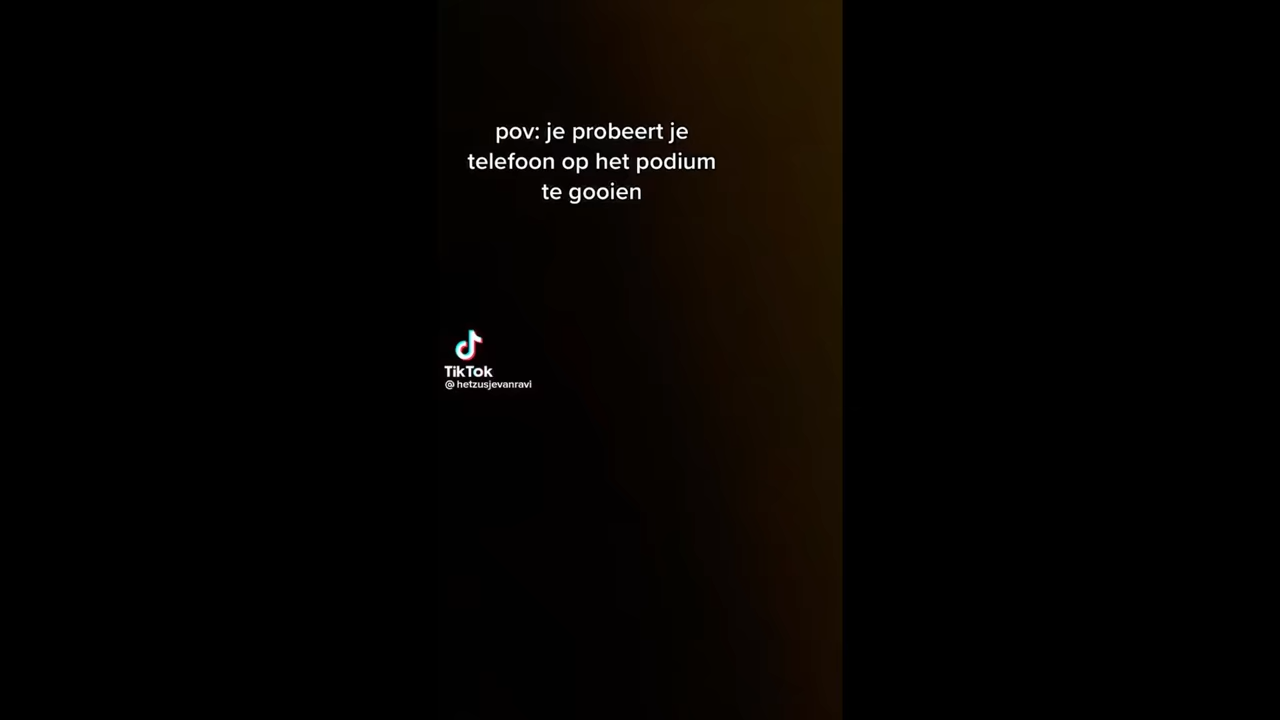 pov: je probeert je
telefoon op het podium
te gooien
TikTok
@hetzusjevanravi